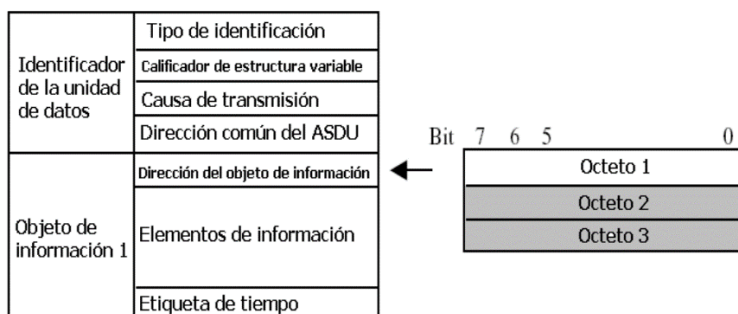 Identificador
de la unidad
de datos
Tipo de identificación
Calificador de estructura variable
Causa de transmisión
Dirección común del ASDU
Objeto de
información 1
Dirección del objeto de información
Elementos de información
Etiqueta de tiempo
Bit 7 6 5 0
Octeto 1
Octeto 2
Octeto 3